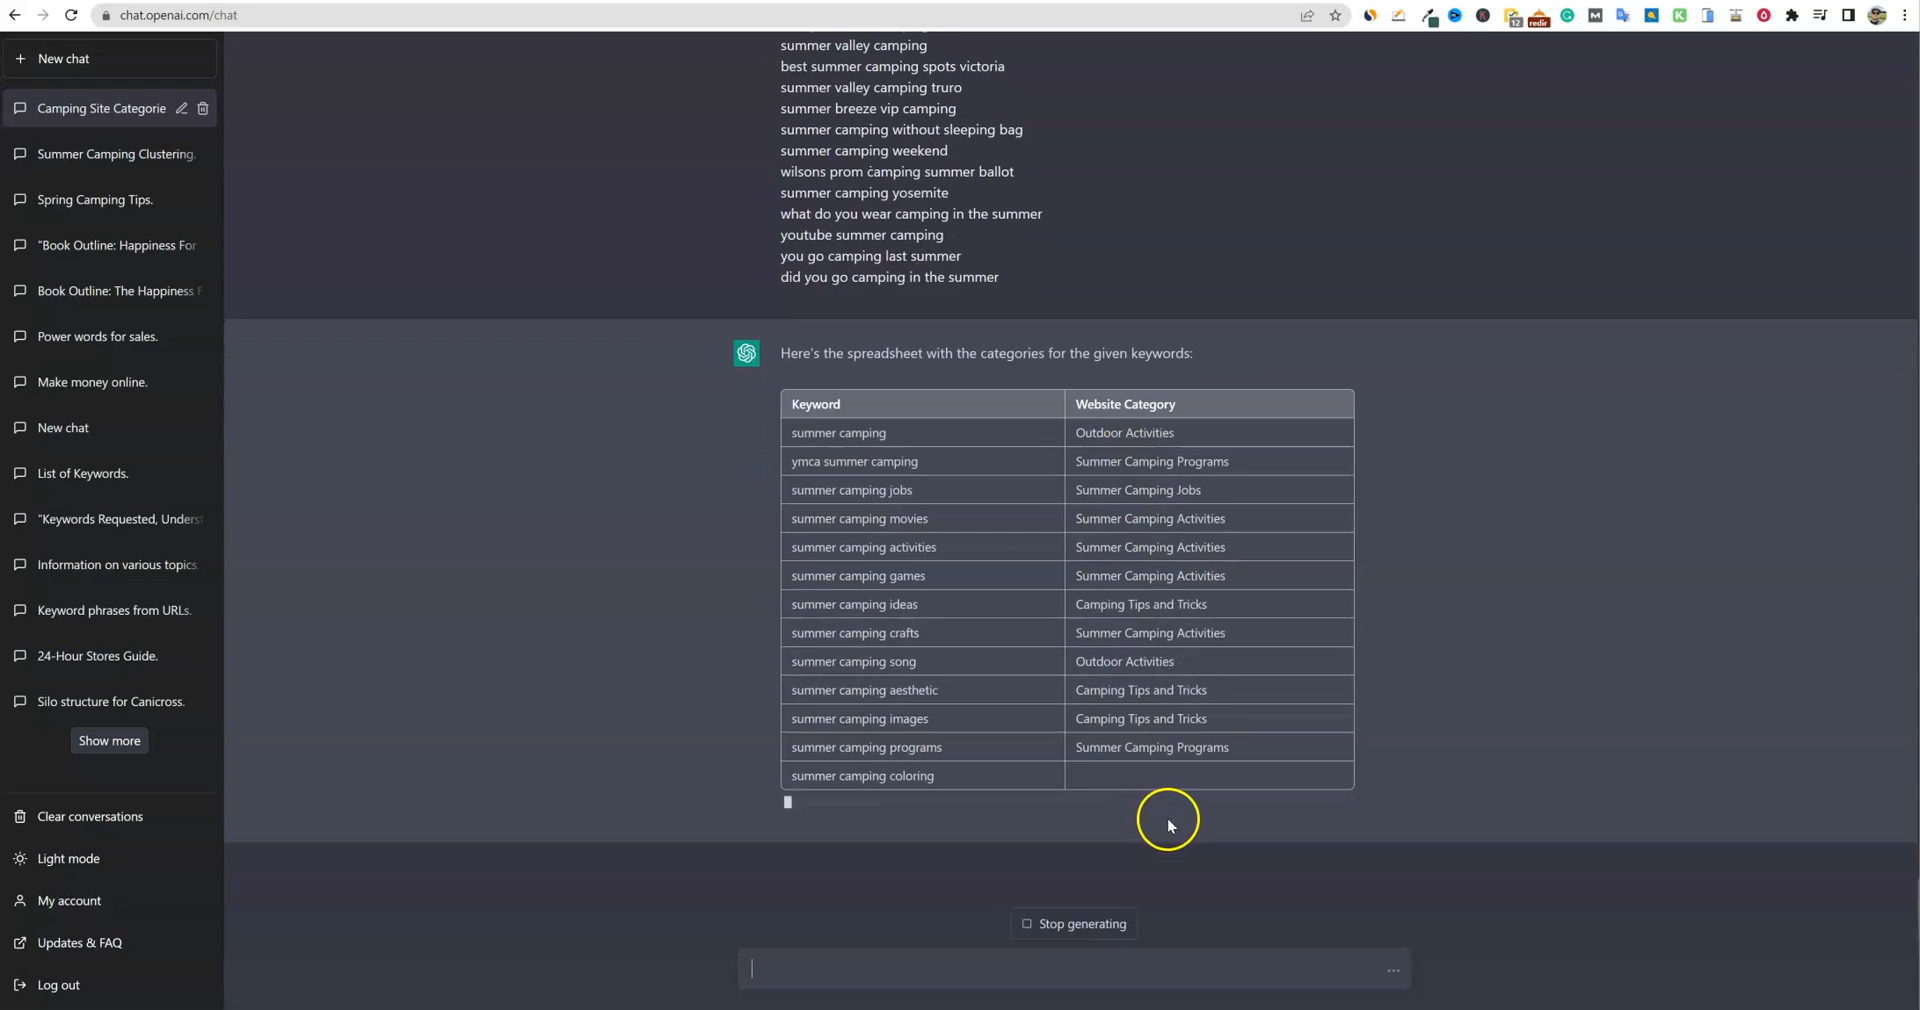 chat.openai.com/chat
12
redir
New chat
Camping Site Categorie
Summer Camping Clustering.
Spring Camping Tips.
"Book Outline: Happiness For
Book Outline: The Happiness F
Power words for sales.
Make money online.
New chat
List of Keywords.
"Keywords Requested, Underst
Information on various topics.
Keyword phrases from URLs.
24-Hour Stores Guide.
Silo structure for Canicross.
Show more
Clear conversations
Light mode
My account
Updates & FAQ
Log out
summer valley camping
best summer camping spots victoria
summer valley camping truro
summer breeze vip camping
summer camping without sleeping bag
summer camping weekend
wilsons prom camping summer ballot
summer camping yosemite
what do you wear camping in the summer
youtube summer camping
you go camping last summer
did you go camping in the summer
Here's the spreadsheet with the categories for the given keywords:
Keyword Website Category
summer camping Outdoor Activities
ymca summer camping Summer Camping Programs
summer camping jobs Summer Camping Jobs
summer camping movies Summer Camping Activities
summer camping activities Summer Camping Activities
summer camping games Summer Camping Activities
summer camping ideas Camping Tips and Tricks
summer camping crafts Summer Camping Activities
summer camping song Outdoor Activities
summer camping aesthetic Camping Tips and Tricks
summer camping images Camping Tips and Tricks
summer camping programs Summer Camping Programs
summer camping coloring
Stop generating